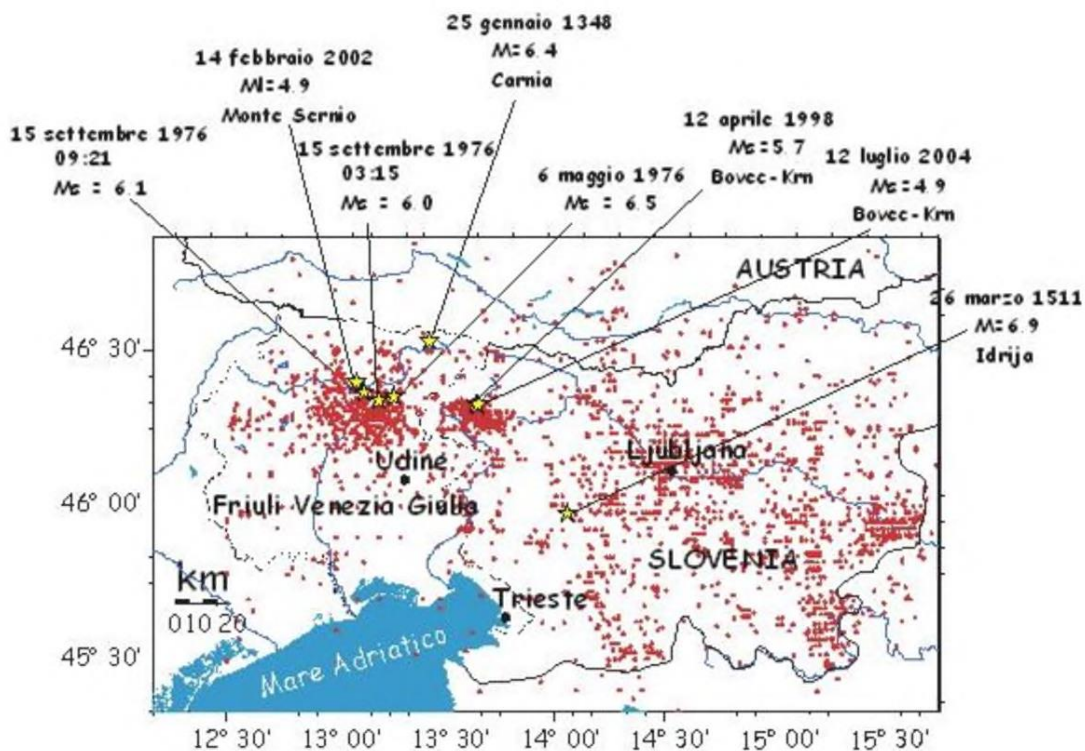 25 gennaio 1348
M=6.4
Carnia
14 febbraio 2002
Ml=4.9
Monte Sernio
15 settembre 1976
09:21
Ms = 6.1
15 settembre 1976
03:15
Ms = 6.0
6 maggio 1976
Ms = 6.5
12 aprile 1998
Ms=5.7
Bovec-Krn
12 luglio 2004
Ms=4.9
Bovec-Krn
26 marzo 1511
M=6.9
Idrija
AUSTRIA
46° 30'
Ljubljana
Udine
46° 00'
Friuli Venezia Giulia
SLOVENIA
km
0 10 20
Trieste
45° 30'
Mare Adriatico
12° 30' 13° 00' 13° 30' 14° 00' 14° 30' 15° 00' 15° 30'